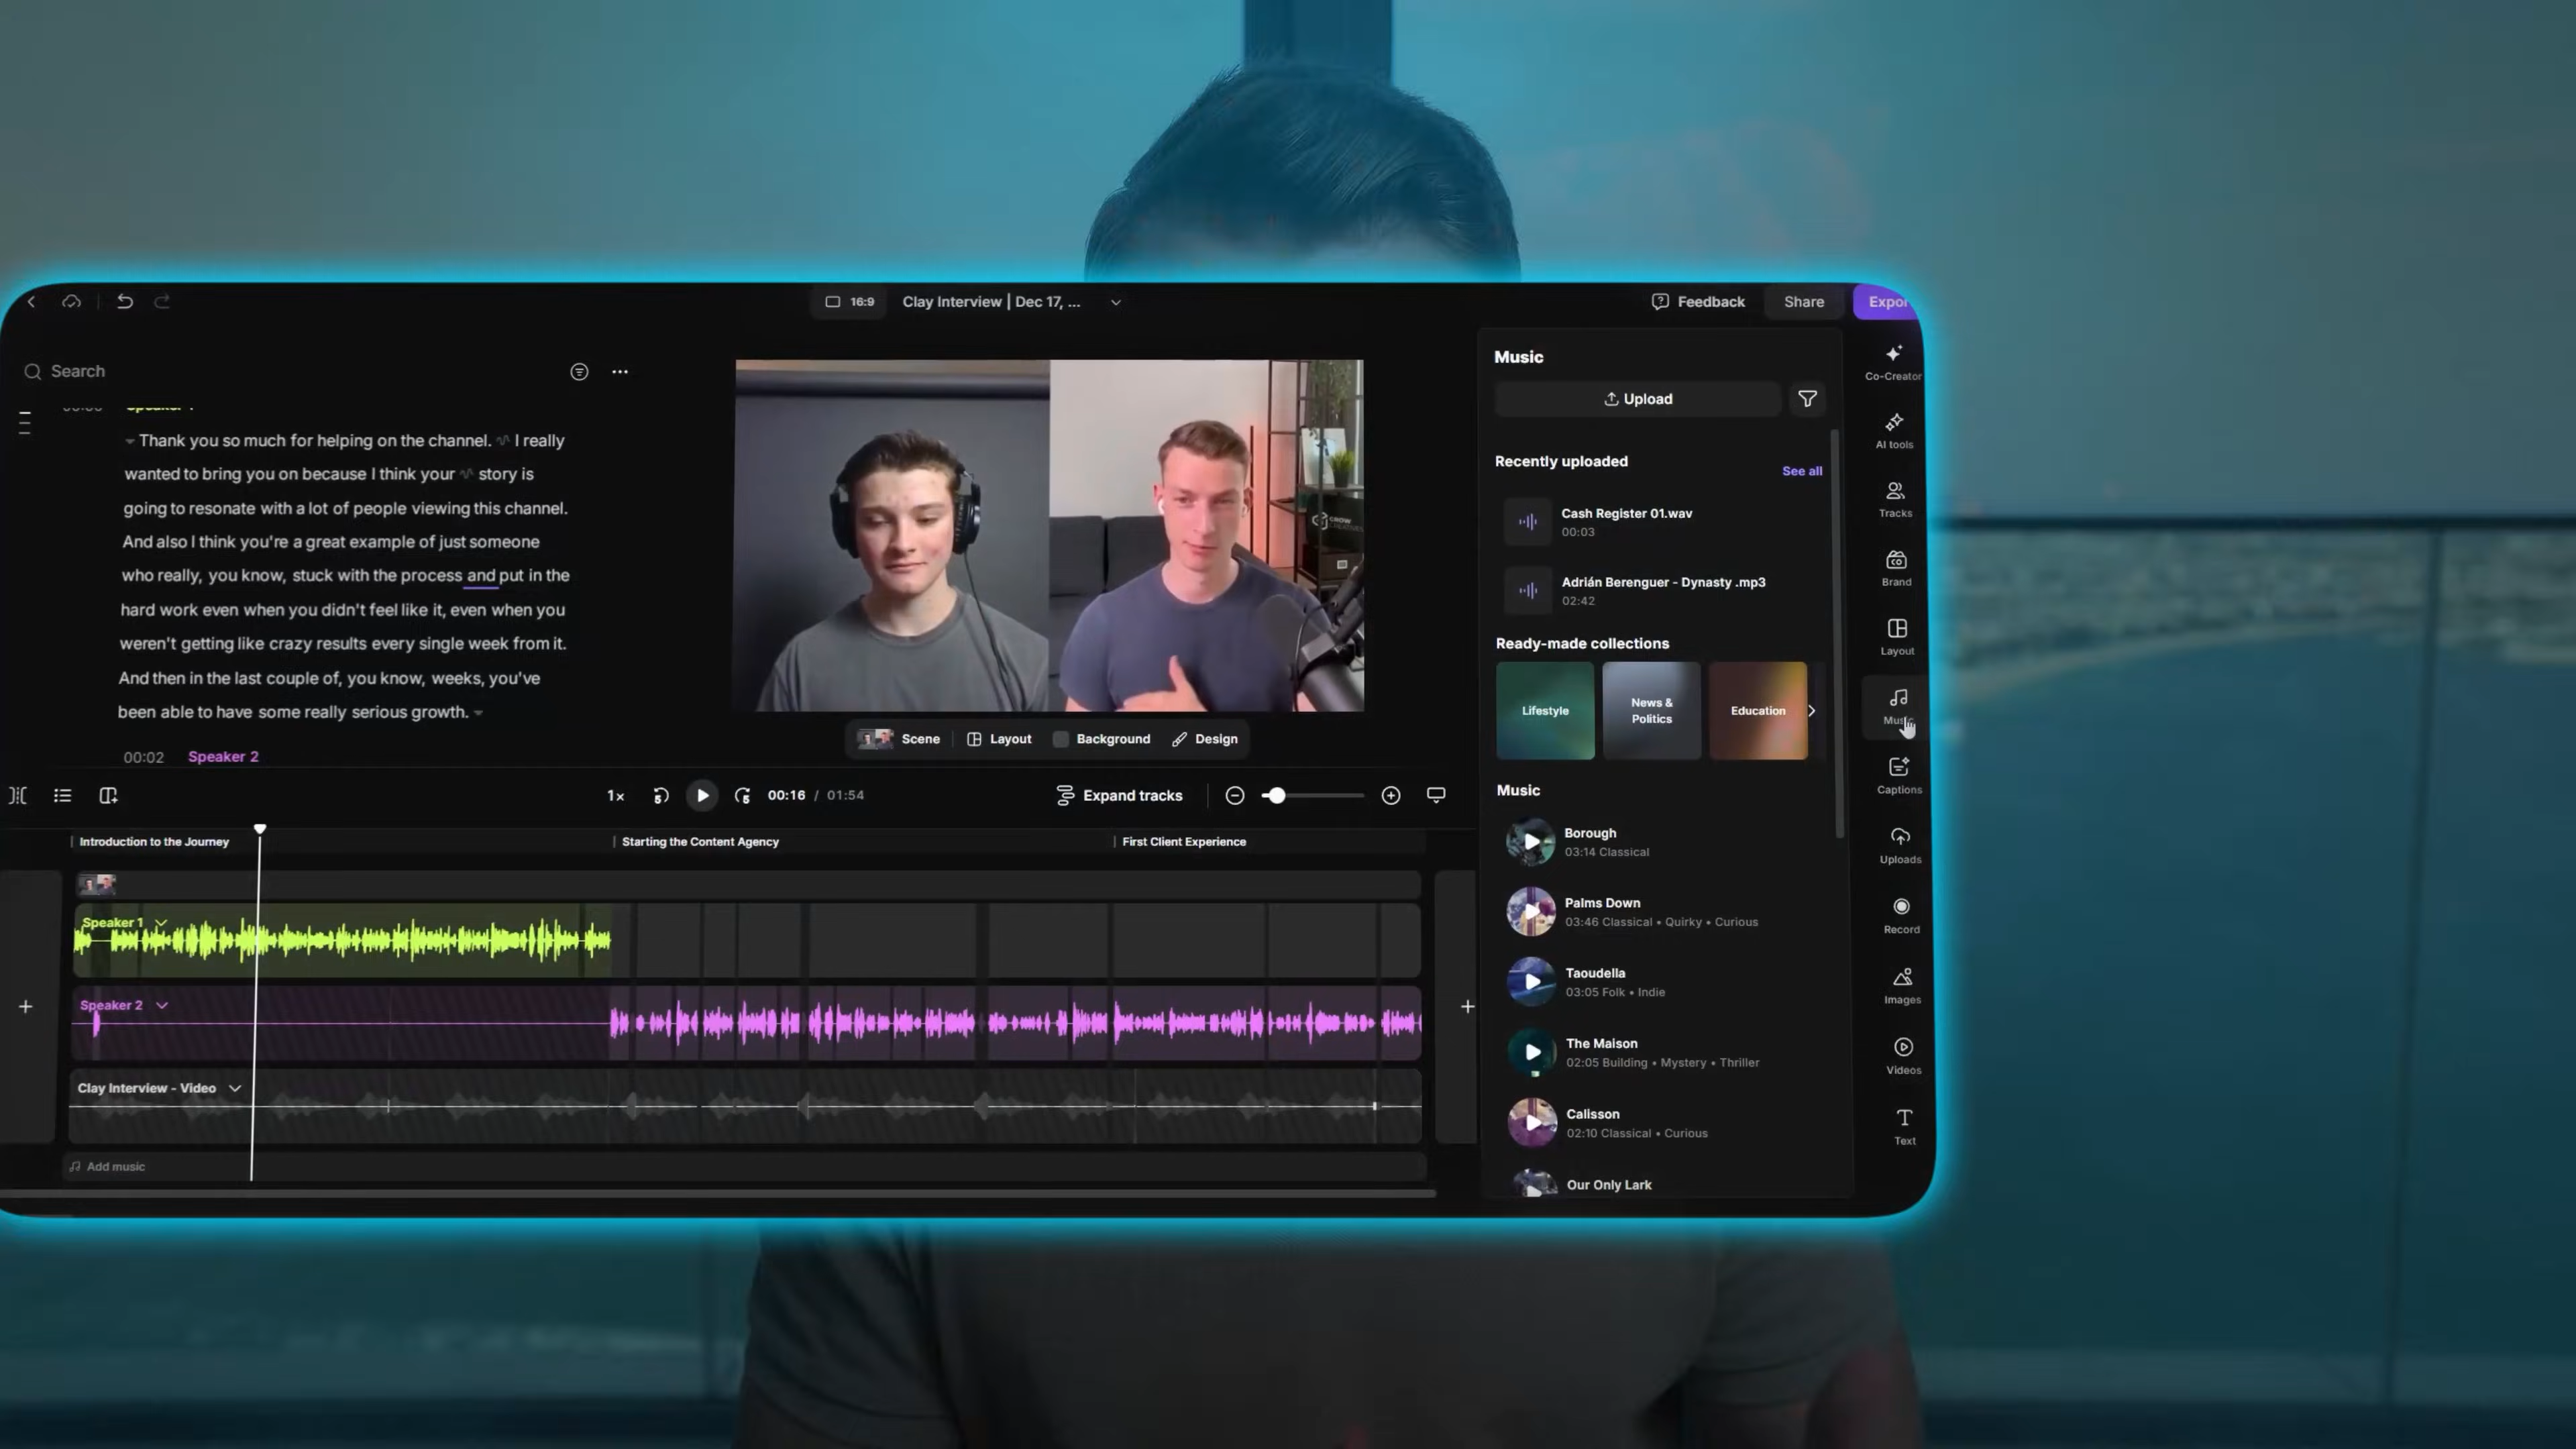 16:9
Clay Interview | Dec 17, ...
Feedback
Share
Expor
Search
Thank you so much for helping on the channel. I really
wanted to bring you on because I think your story is
going to resonate with a lot of people viewing this channel.
And also I think you're a great example of just someone
who really, you know, stuck with the process and put in the
hard work even when you didn't feel like it, even when you
weren't getting like crazy results every single week from it.
And then in the last couple of, you know, weeks, you've
been able to have some really serious growth.
00:02 Speaker 2
Scene
Layout
Background
Design
Music
Upload
Recently uploaded
See all
Cash Register 01.wav
00:03
Adrián Berenguer - Dynasty .mp3
02:42
Ready-made collections
Lifestyle
News &
Politics
Education
Music
Borough
03:14 Classical
Palms Down
03:46 Classical • Quirky • Curious
Taoudella
03:05 Folk • Indie
The Maison
02:05 Building • Mystery • Thriller
Calisson
02:10 Classical • Curious
Our Only Lark
Co-Creator
AI tools
Tracks
Brand
Layout
Music
Captions
Uploads
Record
Images
Videos
Text
1x
5
5
00:16 / 01:54
Expand tracks
Introduction to the Journey
Starting the Content Agency
First Client Experience
Speaker 1
Speaker 2
Clay Interview - Video
Add music